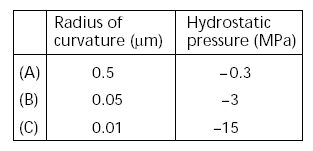 Radius of Hydrostatic
curvature (μm) pressure (MPa)
(A) 0.5 –0.3
(B) 0.05 –3
(C) 0.01 –15